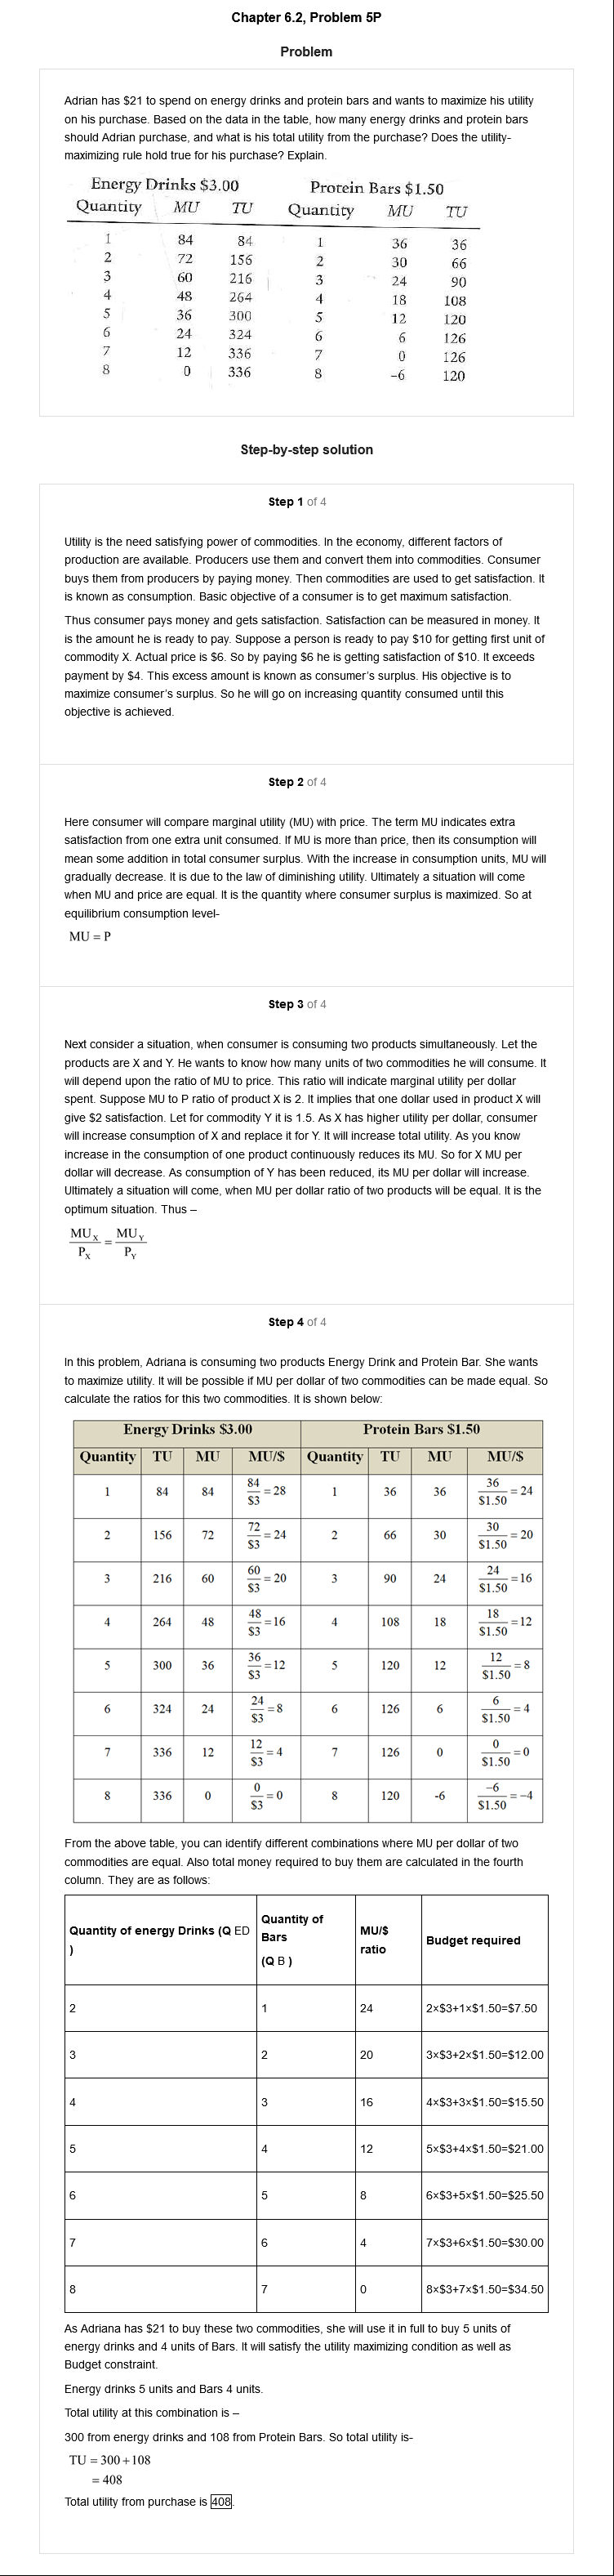 Chapter 6.2, Problem 5P
Problem
Adrian has $21 to spend on energy drinks and protein bars and wants to maximize his utility
on his purchase. Based on the data in the table, how many energy drinks and protein bars
should Adrian purchase, and what is his total utility from the purchase? Does the utility-
maximizing rule hold true for his purchase? Explain.
Energy Drinks $3.00 Protein Bars $1.50
Quantity MU TU Quantity MU TU
1 84 84 1 36 36
2 72 156 2 30 66
3 60 216 3 24 90
4 48 264 4 18 108
5 36 300 5 12 120
6 24 324 6 6 126
7 12 336 7 0 126
8 0 336 8 -6 120
Step-by-step solution
Step 1 of 4
Utility is the need satisfying power of commodities. In the economy, different factors of
production are available. Producers use them and convert them into commodities. Consumer
buys them from producers by paying money. Then commodities are used to get satisfaction. It
is known as consumption. Basic objective of a consumer is to get maximum satisfaction.
Thus consumer pays money and gets satisfaction. Satisfaction can be measured in money. It
is the amount he is ready to pay. Suppose a person is ready to pay $10 for getting first unit of
commodity X. Actual price is $6. So by paying $6 he is getting satisfaction of $10. It exceeds
payment by $4. This excess amount is known as consumer's surplus. His objective is to
maximize consumer's surplus. So he will go on increasing quantity consumed until this
objective is achieved.
Step 2 of 4
Here consumer will compare marginal utility (MU) with price. The term MU indicates extra
satisfaction from one extra unit consumed. If MU is more than price, then its consumption will
mean some addition in total consumer surplus. With the increase in consumption units, MU will
gradually decrease. It is due to the law of diminishing utility. Ultimately a situation will come
when MU and price are equal. It is the quantity where consumer surplus is maximized. So at
equilibrium consumption level-
MU = P
Step 3 of 4
Next consider a situation, when consumer is consuming two products simultaneously. Let the
products are X and Y. He wants to know how many units of two commodities he will consume. It
will depend upon the ratio of MU to price. This ratio will indicate marginal utility per dollar
spent. Suppose MU to P ratio of product X is 2. It implies that one dollar used in product X will
give $2 satisfaction. Let for commodity Y it is 1.5. As X has higher utility per dollar, consumer
will increase consumption of X and replace it for Y. It will increase total utility. As you know
increase in the consumption of one product continuously reduces its MU. So for X MU per
dollar will decrease. As consumption of Y has been reduced, its MU per dollar will increase.
Ultimately a situation will come, when MU per dollar ratio of two products will be equal. It is the
optimum situation. Thus –
MU_X/P_X = MU_Y/P_Y
Step 4 of 4
In this problem, Adriana is consuming two products Energy Drink and Protein Bar. She wants
to maximize utility. It will be possible if MU per dollar of two commodities can be made equal. So
calculate the ratios for this two commodities. It is shown below:
Energy Drinks $3.00 Protein Bars $1.50
Quantity TU MU MU/$ Quantity TU MU MU/$
1 84 84 84/$3 = 28 1 36 36 36/$1.50 = 24
2 156 72 72/$3 = 24 2 66 30 30/$1.50 = 20
3 216 60 60/$3 = 20 3 90 24 24/$1.50 = 16
4 264 48 48/$3 = 16 4 108 18 18/$1.50 = 12
5 300 36 36/$3 = 12 5 120 12 12/$1.50 = 8
6 324 24 24/$3 = 8 6 126 6 6/$1.50 = 4
7 336 12 12/$3 = 4 7 126 0 0/$1.50 = 0
8 336 0 0/$3 = 0 8 120 -6 -6/$1.50 = -4
From the above table, you can identify different combinations where MU per dollar of two
commodities are equal. Also total money required to buy them are calculated in the fourth
column. They are as follows:
Quantity of energy Drinks (Q ED ) Quantity of Bars (Q B ) MU/$ ratio Budget required
2 1 24 2×$3+1×$1.50=$7.50
3 2 20 3×$3+2×$1.50=$12.00
4 3 16 4×$3+3×$1.50=$15.50
5 4 12 5×$3+4×$1.50=$21.00
6 5 8 6×$3+5×$1.50=$25.50
7 6 4 7×$3+6×$1.50=$30.00
8 7 0 8×$3+7×$1.50=$34.50
As Adriana has $21 to buy these two commodities, she will use it in full to buy 5 units of
energy drinks and 4 units of Bars. It will satisfy the utility maximizing condition as well as
Budget constraint.
Energy drinks 5 units and Bars 4 units.
Total utility at this combination is –
300 from energy drinks and 108 from Protein Bars. So total utility is-
TU = 300+108
= 408
Total utility from purchase is 408.